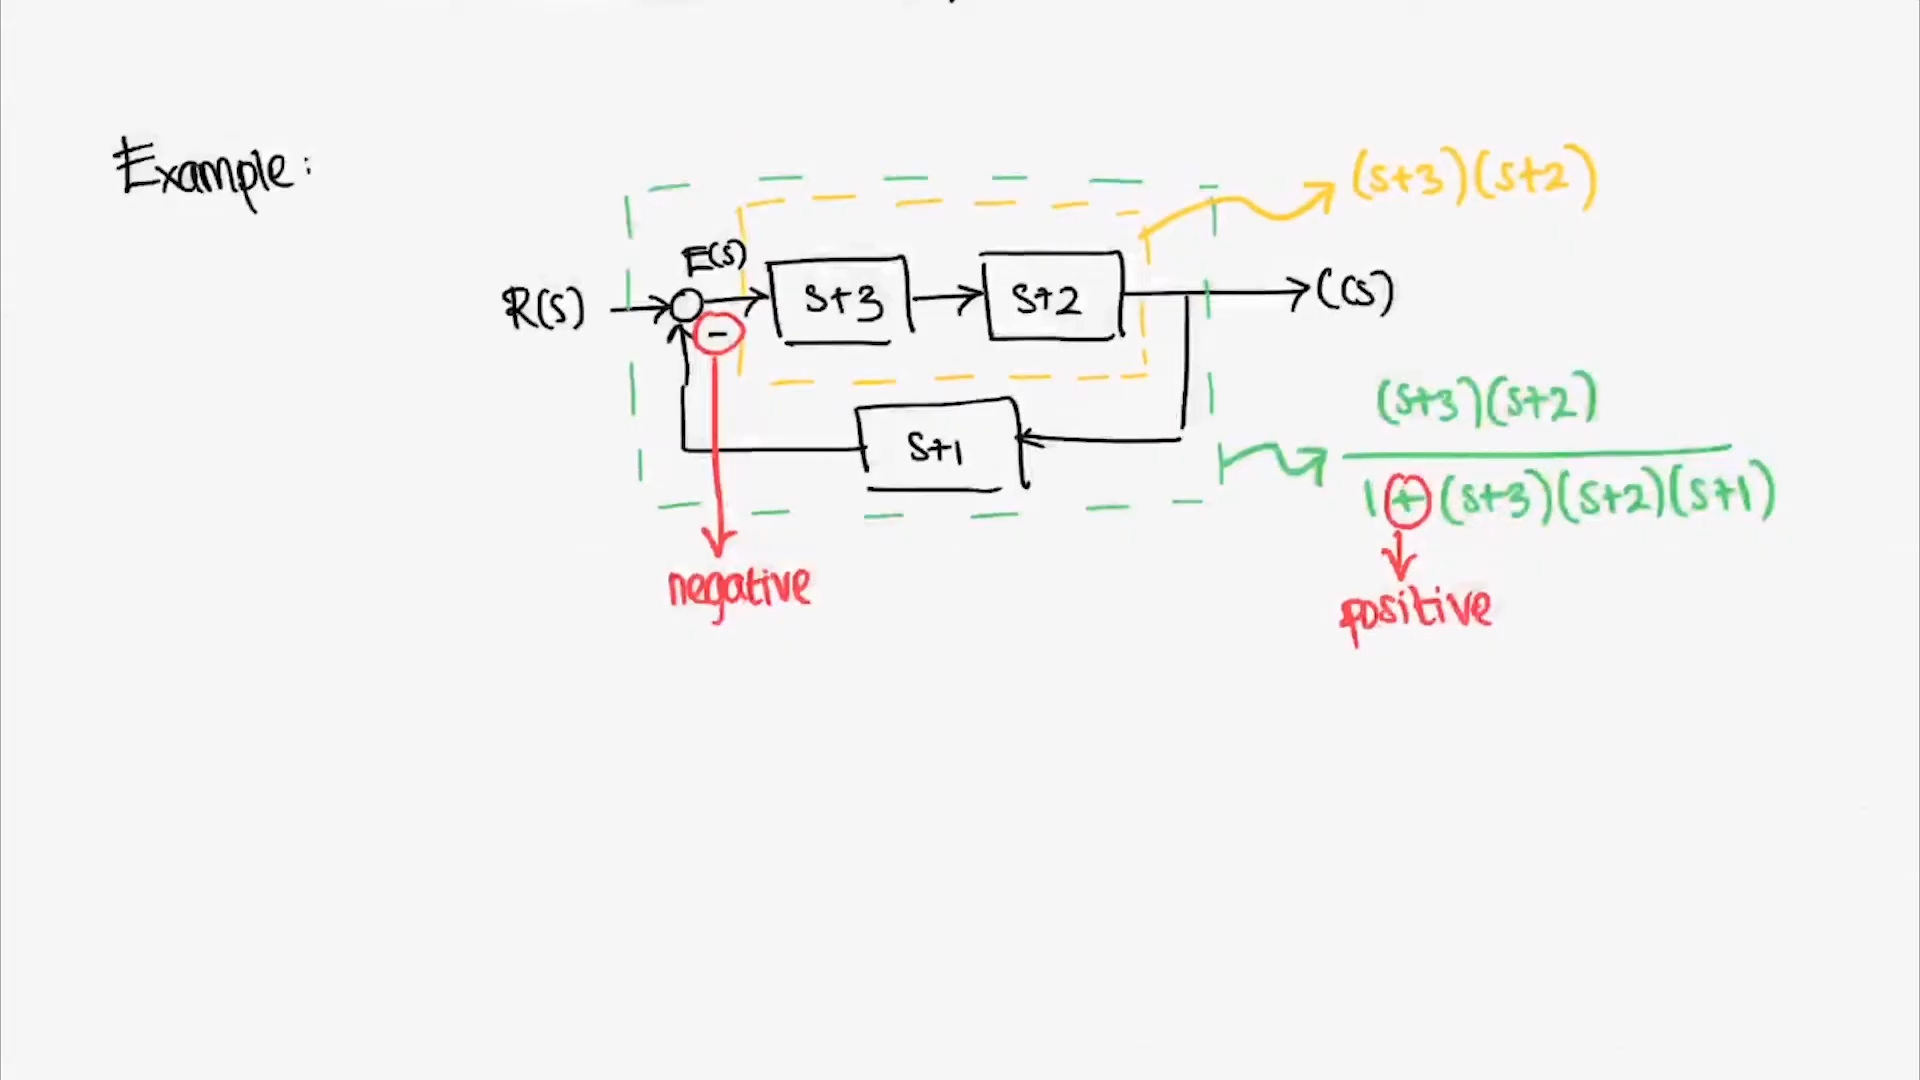 Example:
(s+3)(s+2)
E(s)
R(s)
s+3
s+2
C(s)
-
s+1
(s+3)(s+2)
1+(s+3)(s+2)(s+1)
negative
positive